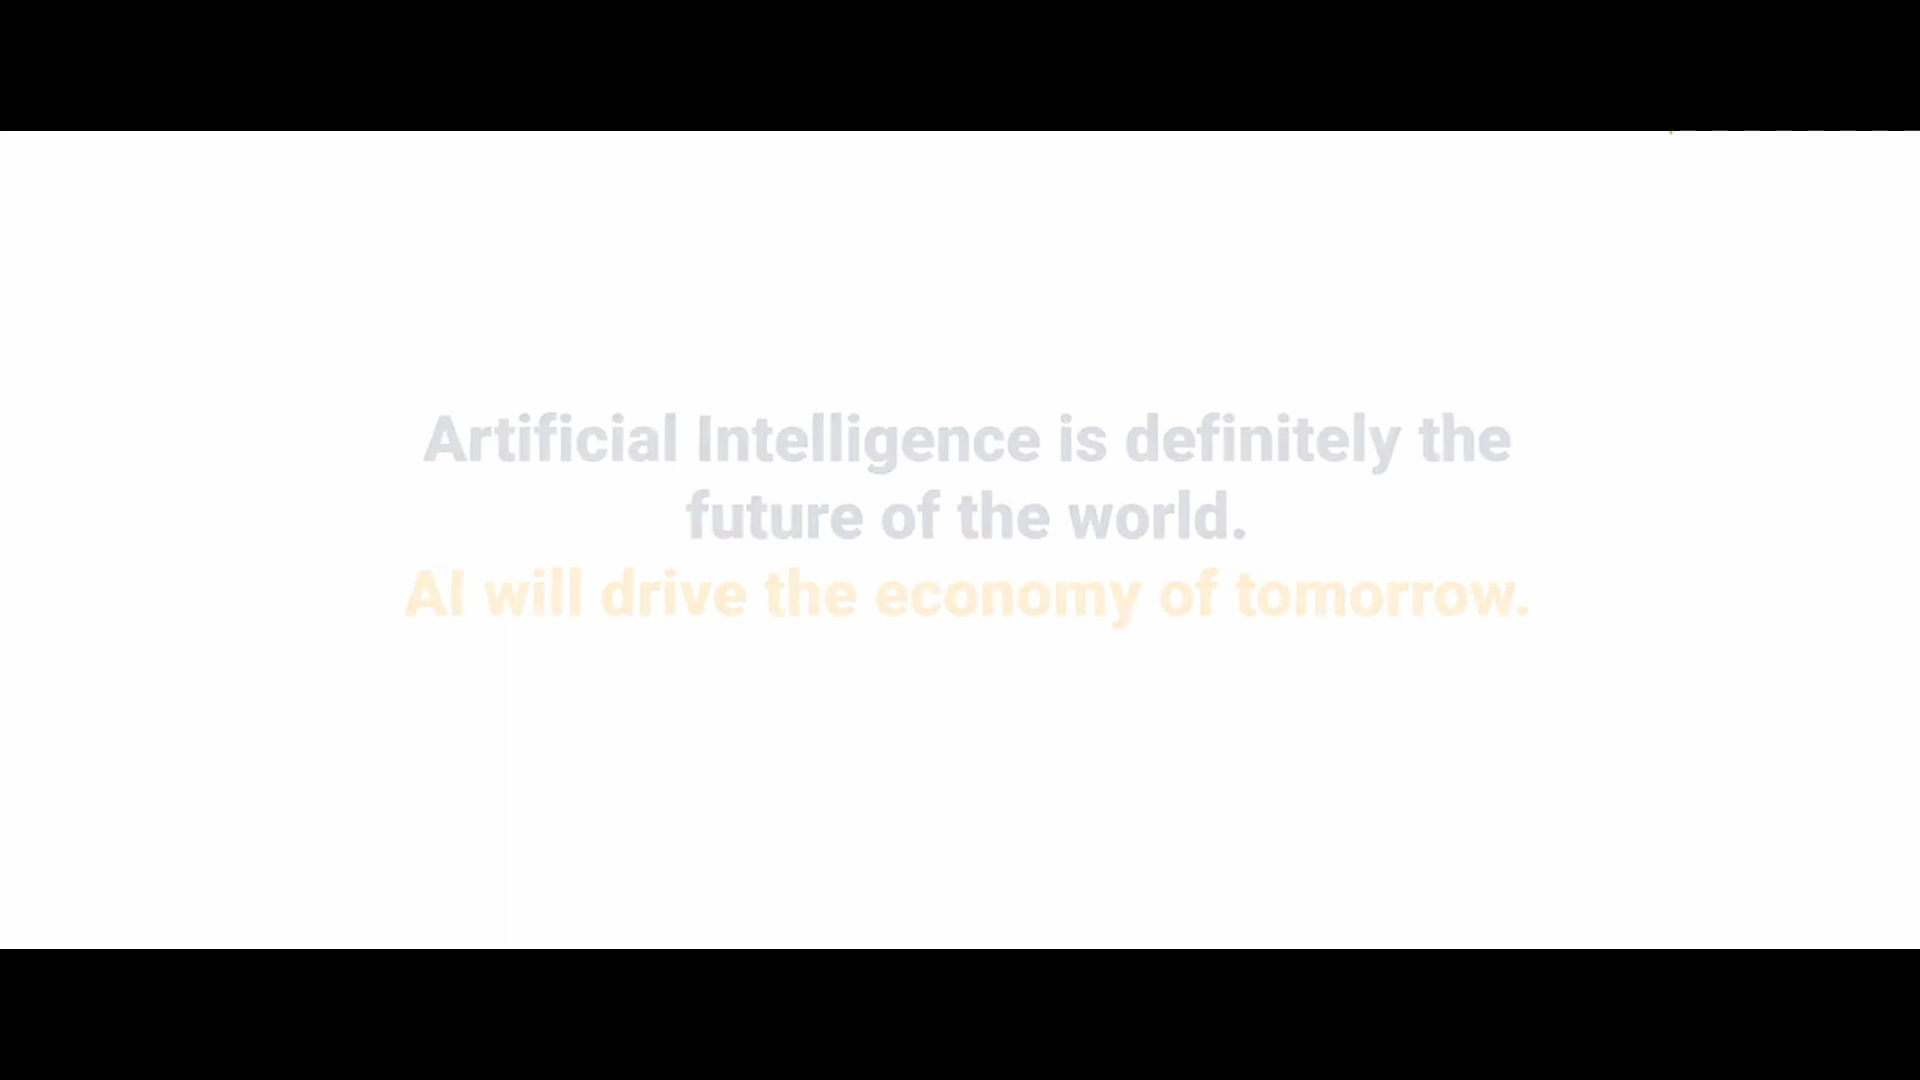 Artificial Intelligence is definitely the
future of the world.
AI will drive the economy of tomorrow.